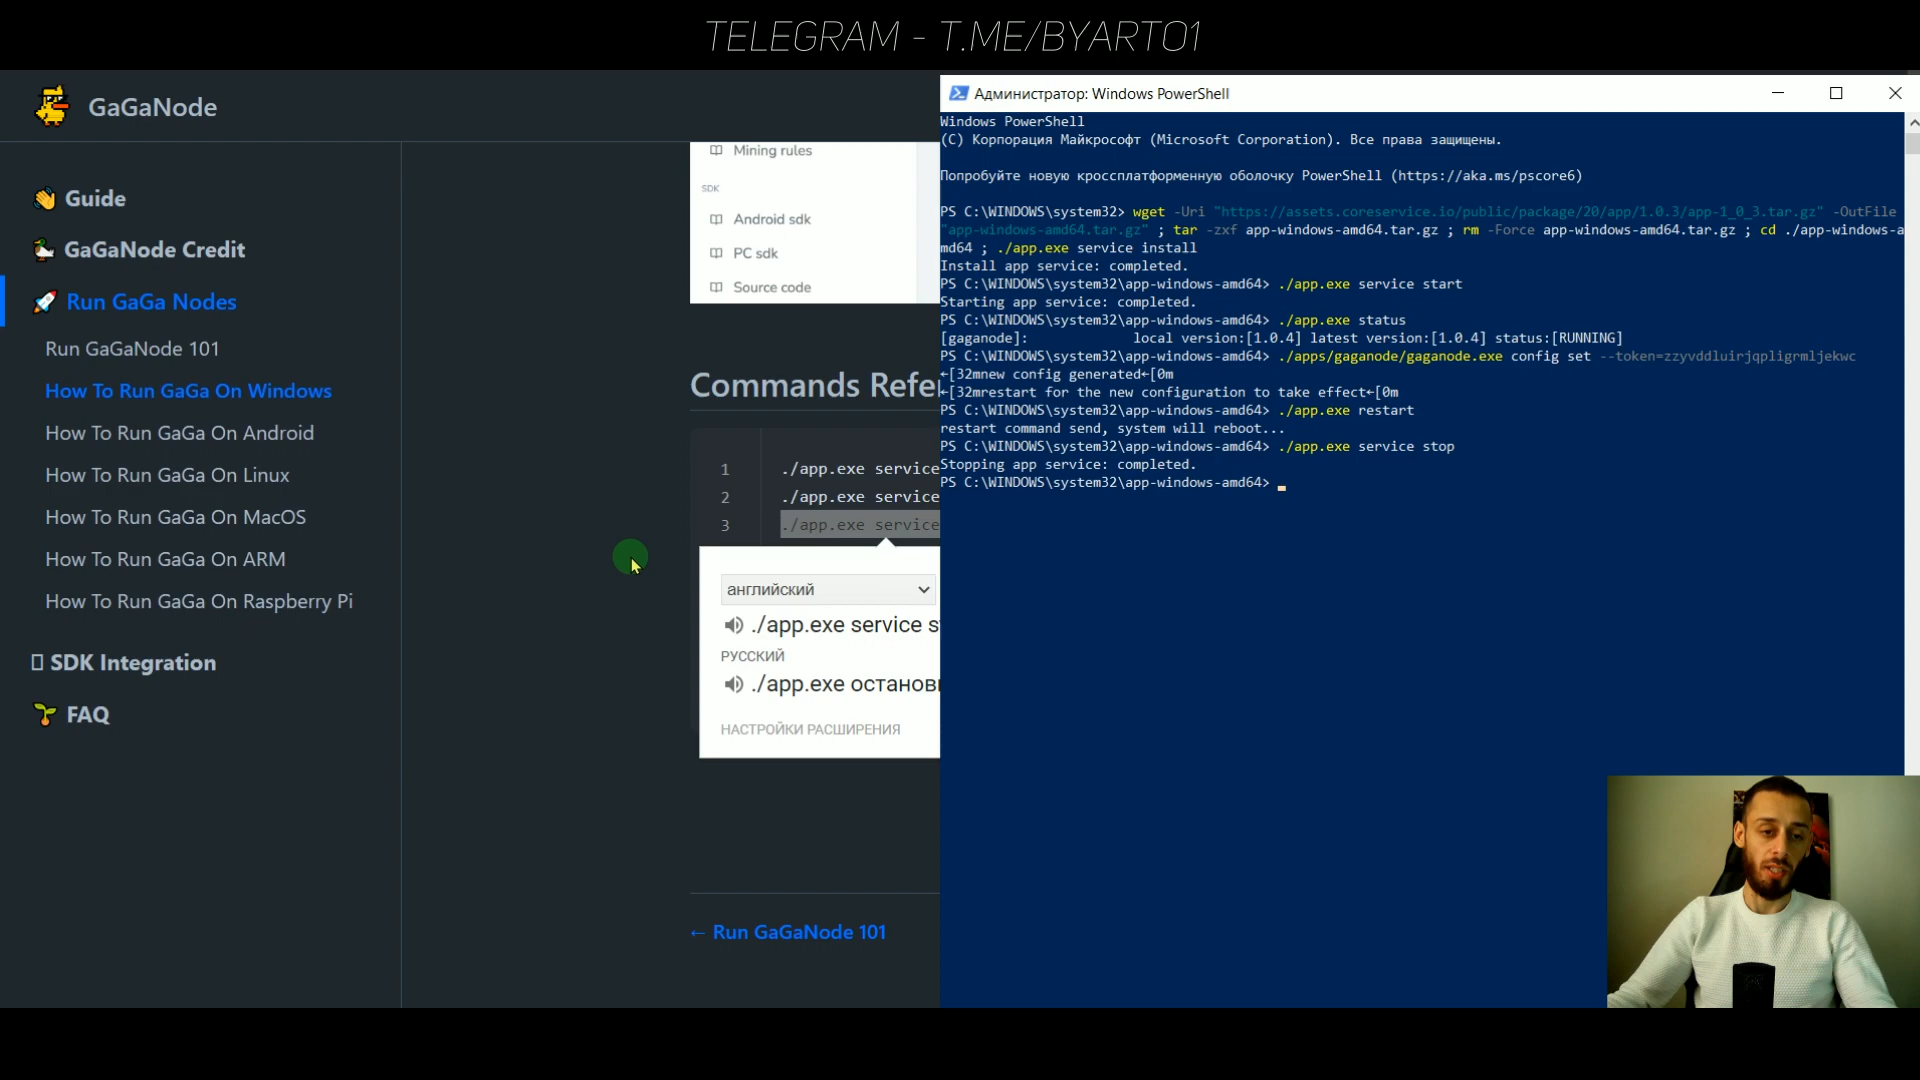 TELEGRAM - T.ME/BYART01
GaGaNode
Guide
GaGaNode Credit
Run GaGa Nodes
Run GaGaNode 101
How To Run GaGa On Windows
How To Run GaGa On Android
How To Run GaGa On Linux
How To Run GaGa On MacOS
How To Run GaGa On ARM
How To Run GaGa On Raspberry Pi
SDK Integration
FAQ
Mining rules
SDK
Android sdk
PC sdk
Source code
Commands Refe
1 ./app.exe service
2 ./app.exe service
3 ./app.exe service
английский
./app.exe service s
РУССКИЙ
./app.exe останов
НАСТРОЙКИ РАСШИРЕНИЯ
← Run GaGaNode 101
Администратор: Windows PowerShell
Windows PowerShell
(C) Корпорация Майкрософт (Microsoft Corporation). Все права защищены.
Попробуйте новую кроссплатформенную оболочку PowerShell (https://aka.ms/pscore6)
PS C:\WINDOWS\system32> wget -Uri "https://assets.coreservice.io/public/package/20/app/1.0.3/app-1_0_3.tar.gz" -OutFile
"app-windows-amd64.tar.gz" ; tar -zxf app-windows-amd64.tar.gz ; rm -Force app-windows-amd64.tar.gz ; cd ./app-windows-a
md64 ; ./app.exe service install
Install app service: completed.
PS C:\WINDOWS\system32\app-windows-amd64> ./app.exe service start
Starting app service: completed.
PS C:\WINDOWS\system32\app-windows-amd64> ./app.exe status
[gaganode]: local version:[1.0.4] latest version:[1.0.4] status:[RUNNING]
PS C:\WINDOWS\system32\app-windows-amd64> ./apps/gaganode/gaganode.exe config set --token=zzyvddluirjqpligrmljekwc
←[32mnew config generated←[0m
←[32mrestart for the new configuration to take effect←[0m
PS C:\WINDOWS\system32\app-windows-amd64> ./app.exe restart
restart command send, system will reboot...
PS C:\WINDOWS\system32\app-windows-amd64> ./app.exe service stop
Stopping app service: completed.
PS C:\WINDOWS\system32\app-windows-amd64>